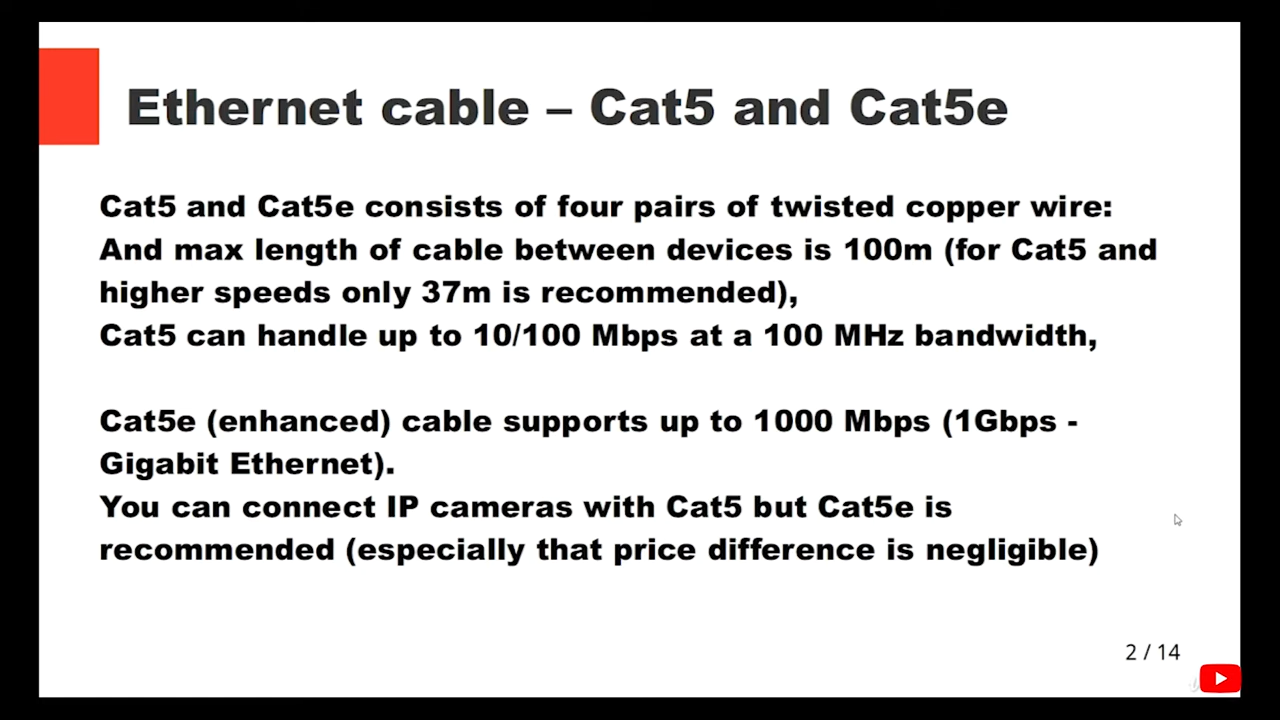 Ethernet cable – Cat5 and Cat5e
Cat5 and Cat5e consists of four pairs of twisted copper wire:
And max length of cable between devices is 100m (for Cat5 and
higher speeds only 37m is recommended),
Cat5 can handle up to 10/100 Mbps at a 100 MHz bandwidth,
Cat5e (enhanced) cable supports up to 1000 Mbps (1Gbps -
Gigabit Ethernet).
You can connect IP cameras with Cat5 but Cat5e is
recommended (especially that price difference is negligible)
2 / 14